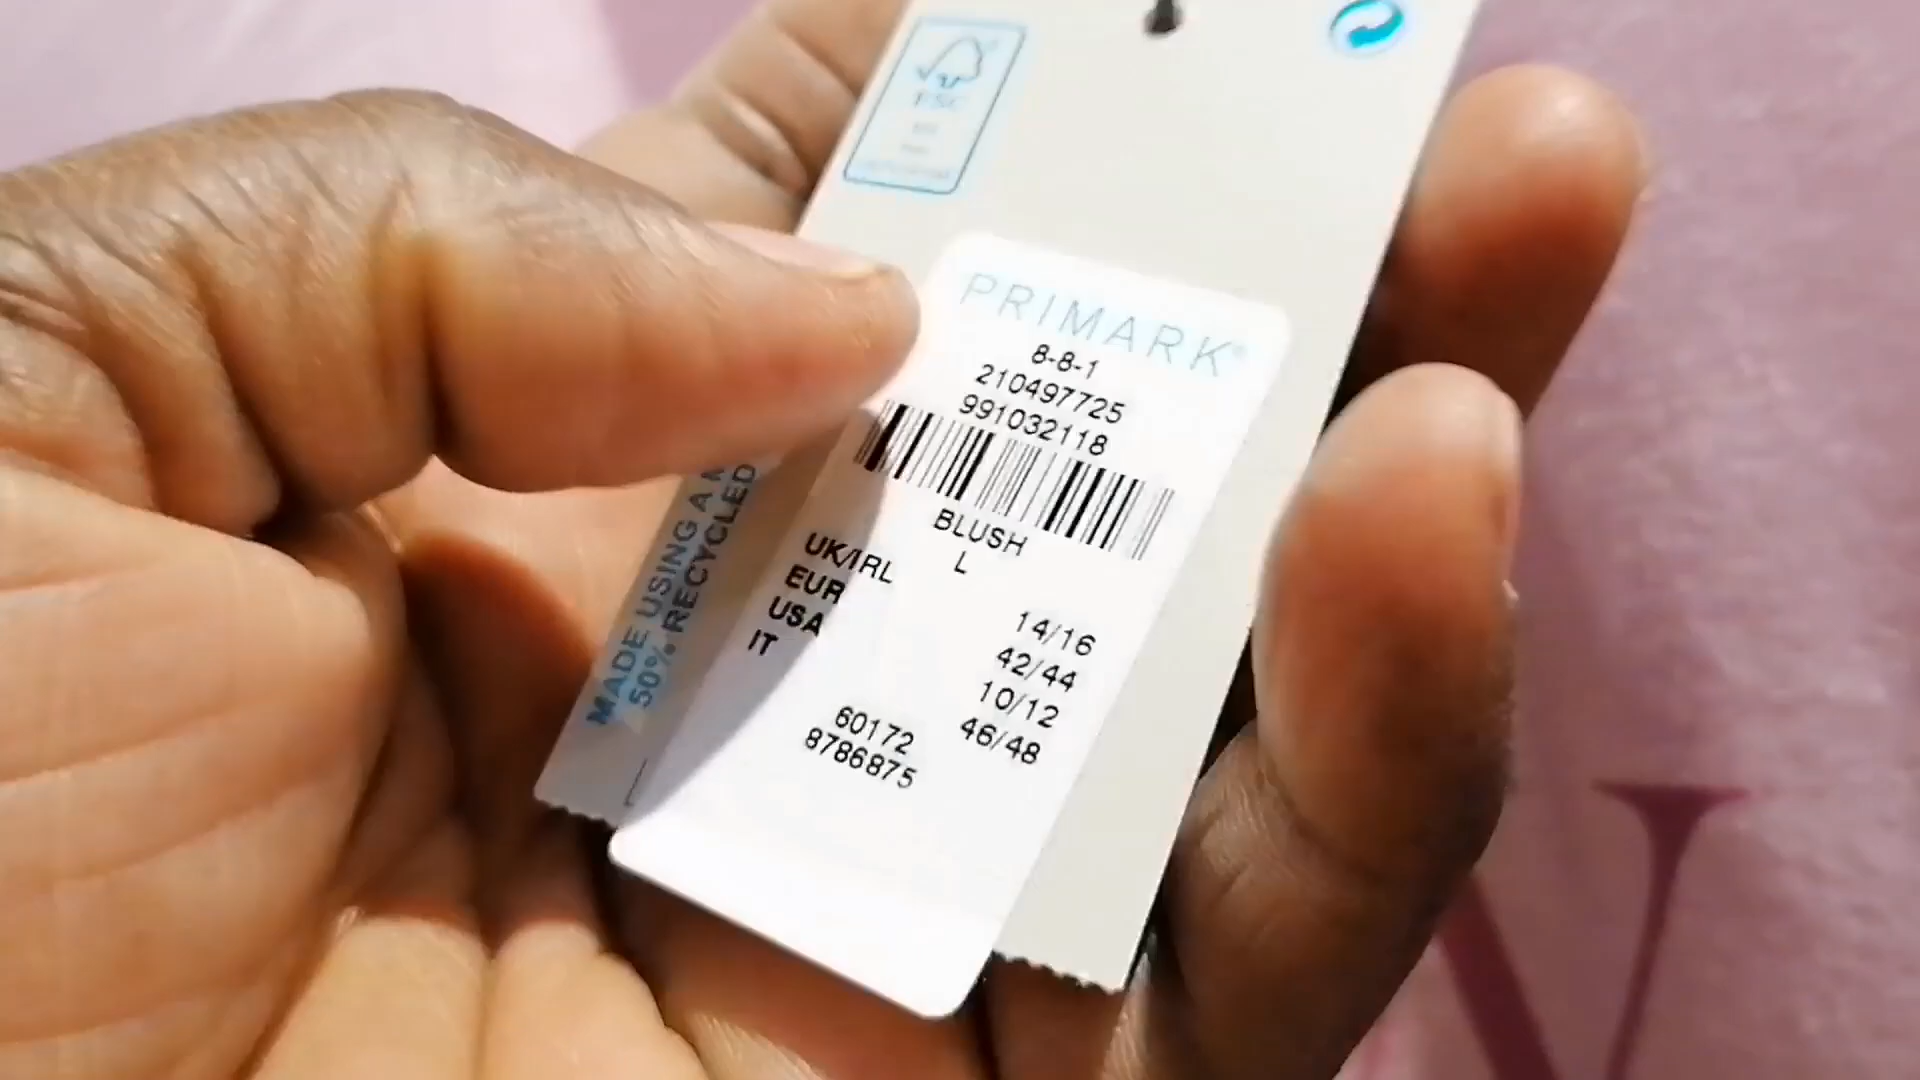 FSC
PRIMARK®
8-8-1
210497725
991032118
BLUSH
L
UK/IRL 14/16
EUR 42/44
USA 10/12
IT 46/48
60172
8786875
MADE USING A
50% RECYCLED